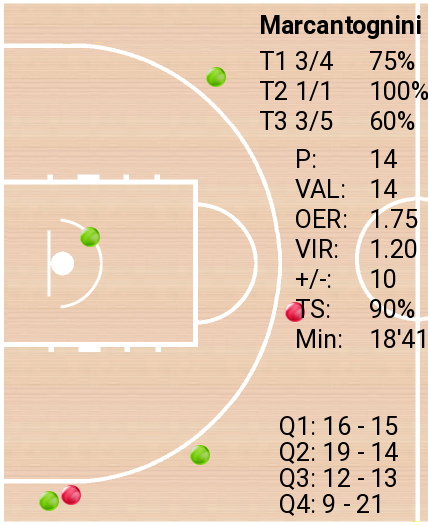 Marcantognini
T1 3/4 75%
T2 1/1 100%
T3 3/5 60%
P: 14
VAL: 14
OER: 1.75
VIR: 1.20
+/-: 10
TS: 90%
Min: 18'41
Q1: 16 - 15
Q2: 19 - 14
Q3: 12 - 13
Q4: 9 - 21